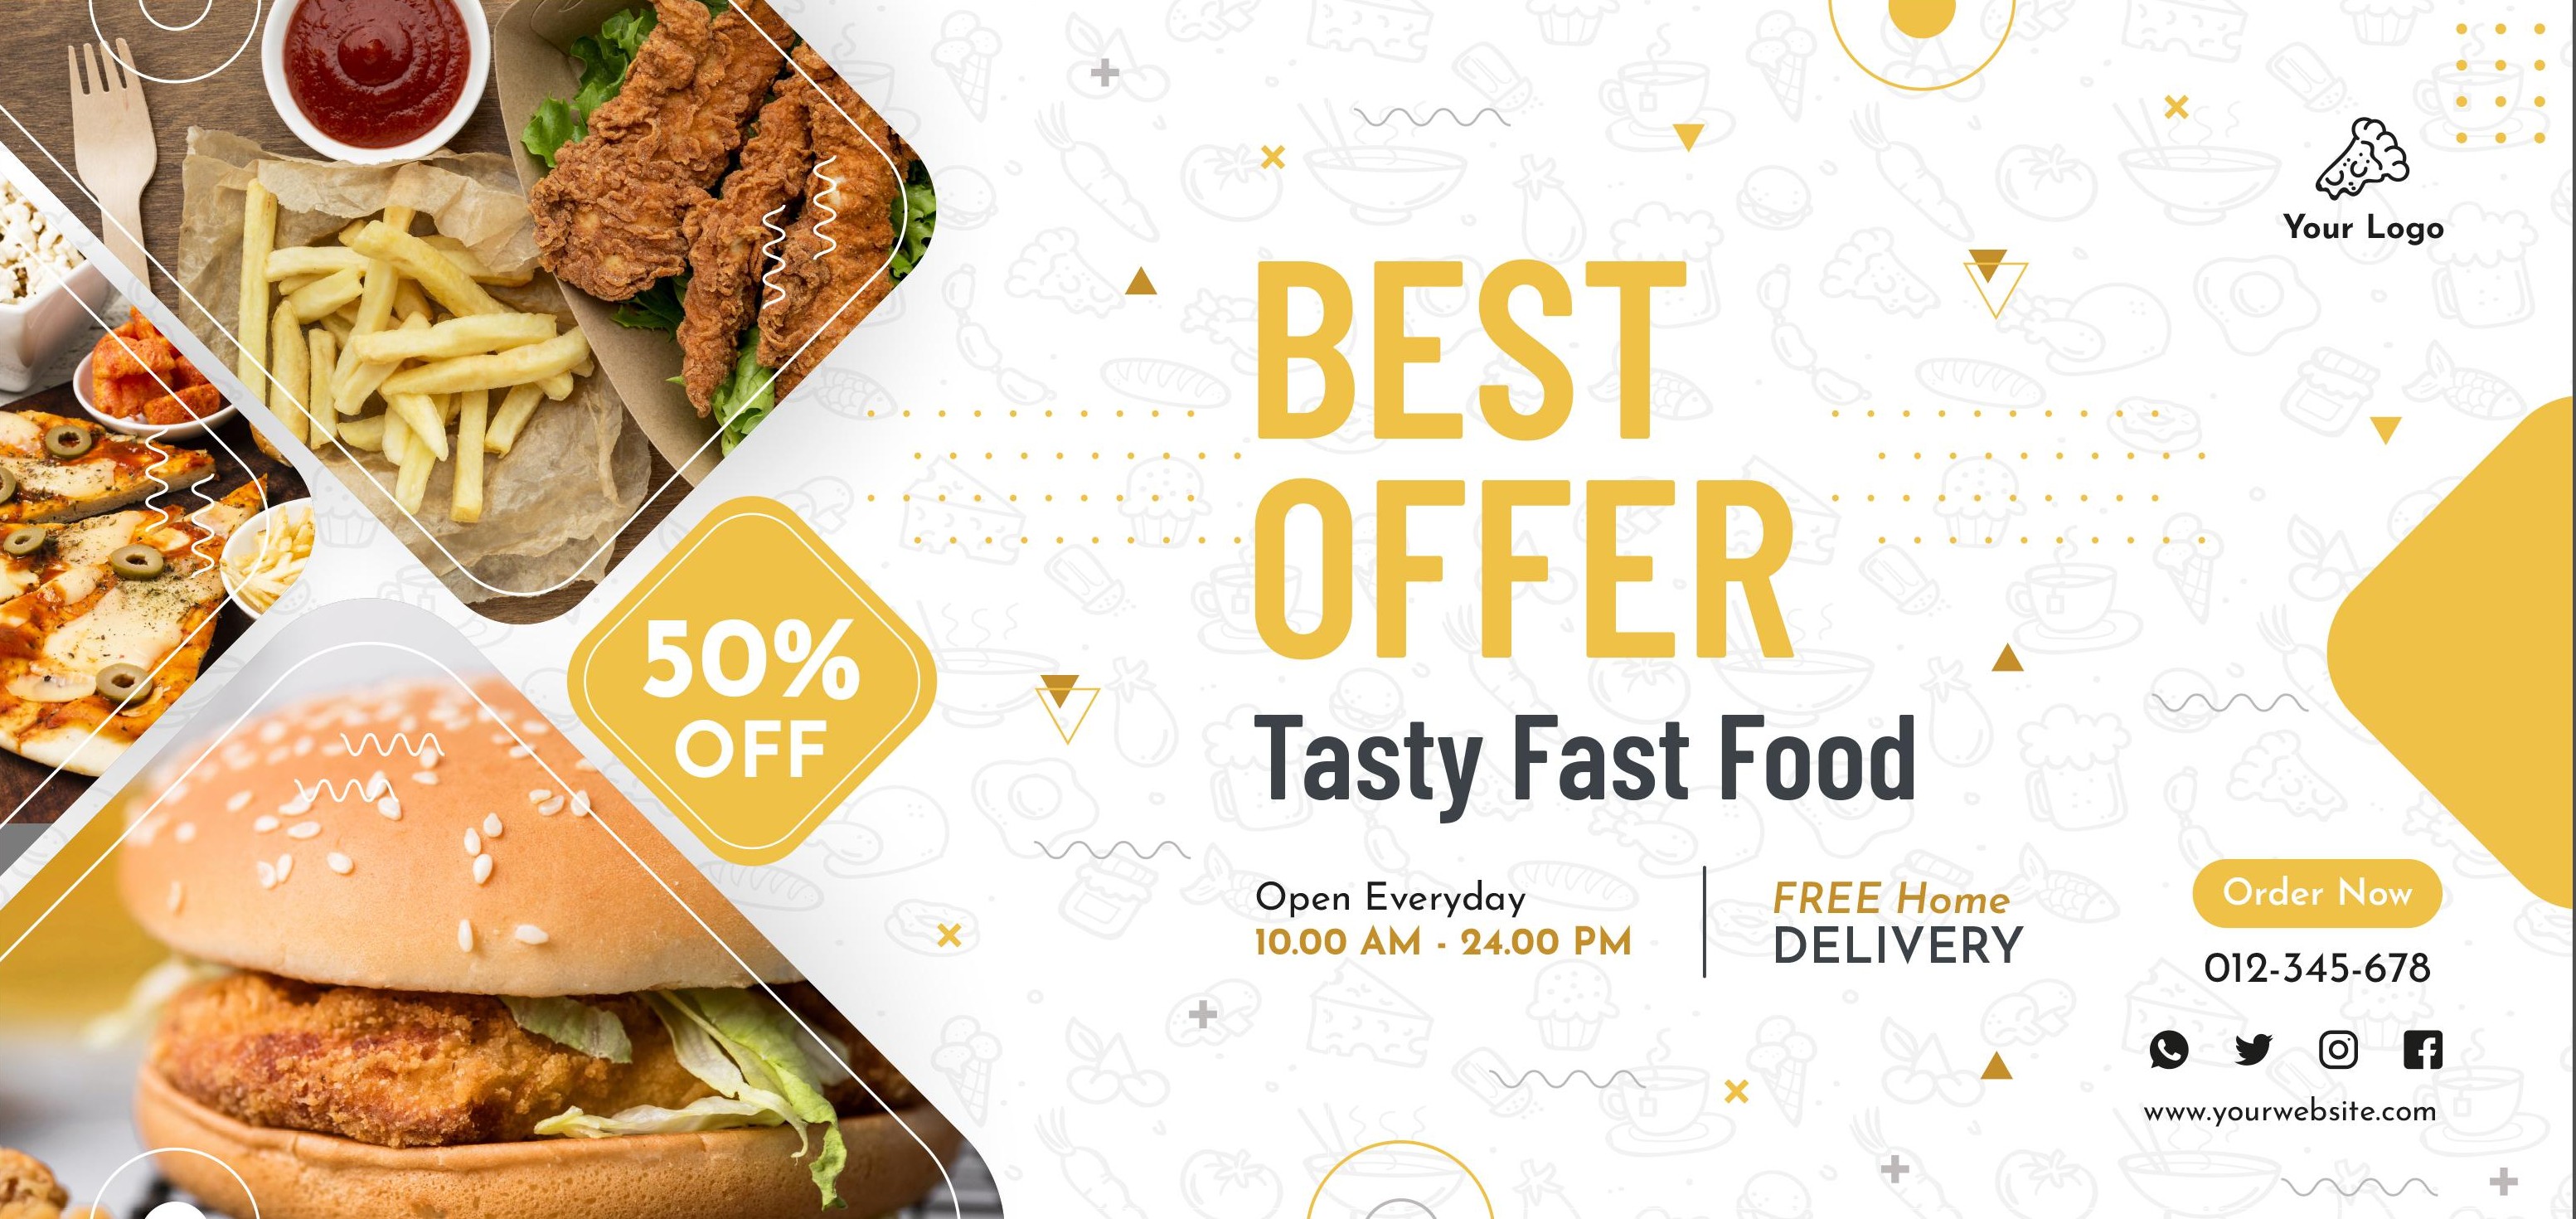 50%
OFF
BEST
OFFER
Tasty Fast Food
Open Everyday
10.00 AM - 24.00 PM
FREE Home
DELIVERY
Your Logo
Order Now
012-345-678
www.yourwebsite.com